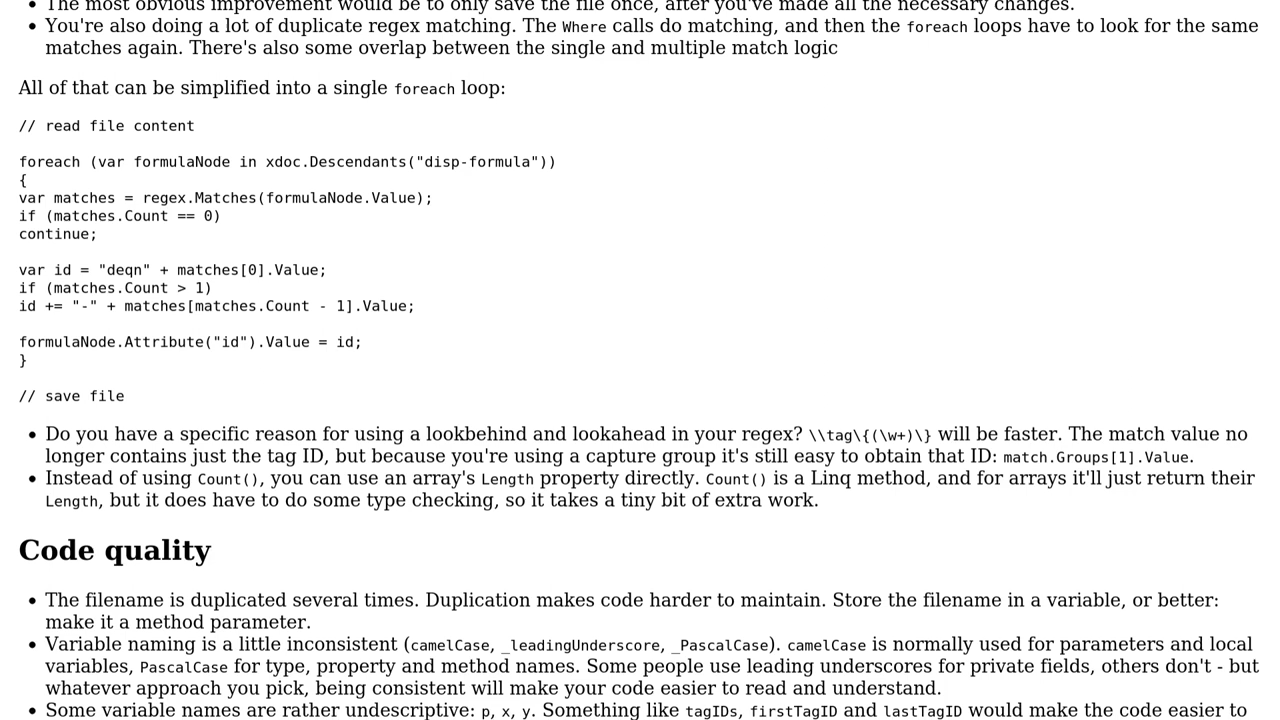 The most obvious improvement would be to only save the file once, after you've made all the necessary changes.
You're also doing a lot of duplicate regex matching. The Where calls do matching, and then the foreach loops have to look for the same
matches again. There's also some overlap between the single and multiple match logic
All of that can be simplified into a single foreach loop:
// read file content
foreach (var formulaNode in xdoc.Descendants("disp-formula"))
{
var matches = regex.Matches(formulaNode.Value);
if (matches.Count == 0)
continue;
var id = "deqn" + matches[0].Value;
if (matches.Count > 1)
id += "-" + matches[matches.Count - 1].Value;
formulaNode.Attribute("id").Value = id;
}
// save file
Do you have a specific reason for using a lookbehind and lookahead in your regex? \\tag\{(\w+)\} will be faster. The match value no
longer contains just the tag ID, but because you're using a capture group it's still easy to obtain that ID: match.Groups[1].Value.
Instead of using Count(), you can use an array's Length property directly. Count() is a Linq method, and for arrays it'll just return their
Length, but it does have to do some type checking, so it takes a tiny bit of extra work.
Code quality
The filename is duplicated several times. Duplication makes code harder to maintain. Store the filename in a variable, or better:
make it a method parameter.
Variable naming is a little inconsistent (camelCase, _leadingUnderscore, _PascalCase). camelCase is normally used for parameters and local
variables, PascalCase for type, property and method names. Some people use leading underscores for private fields, others don't - but
whatever approach you pick, being consistent will make your code easier to read and understand.
Some variable names are rather undescriptive: p, x, y. Something like tagIDs, firstTagID and lastTagID would make the code easier to